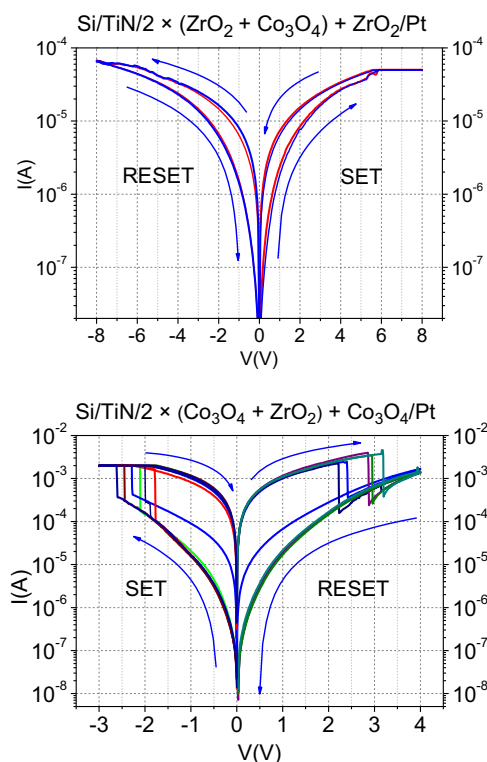 Si/TiN/2 × (ZrO₂ + Co₃O₄) + ZrO₂/Pt
10⁻⁴ 10⁻⁴
10⁻⁵ 10⁻⁵
I(A)
RESET SET
10⁻⁶ 10⁻⁶
10⁻⁷ 10⁻⁷
-8 -6 -4 -2 0 2 4 6 8
V(V)
Si/TiN/2 × (Co₃O₄ + ZrO₂) + Co₃O₄/Pt
10⁻² 10⁻²
10⁻³ 10⁻³
10⁻⁴ 10⁻⁴
10⁻⁵ 10⁻⁵
I(A)
SET RESET
10⁻⁶ 10⁻⁶
10⁻⁷ 10⁻⁷
10⁻⁸ 10⁻⁸
-3 -2 -1 0 1 2 3 4
V(V)